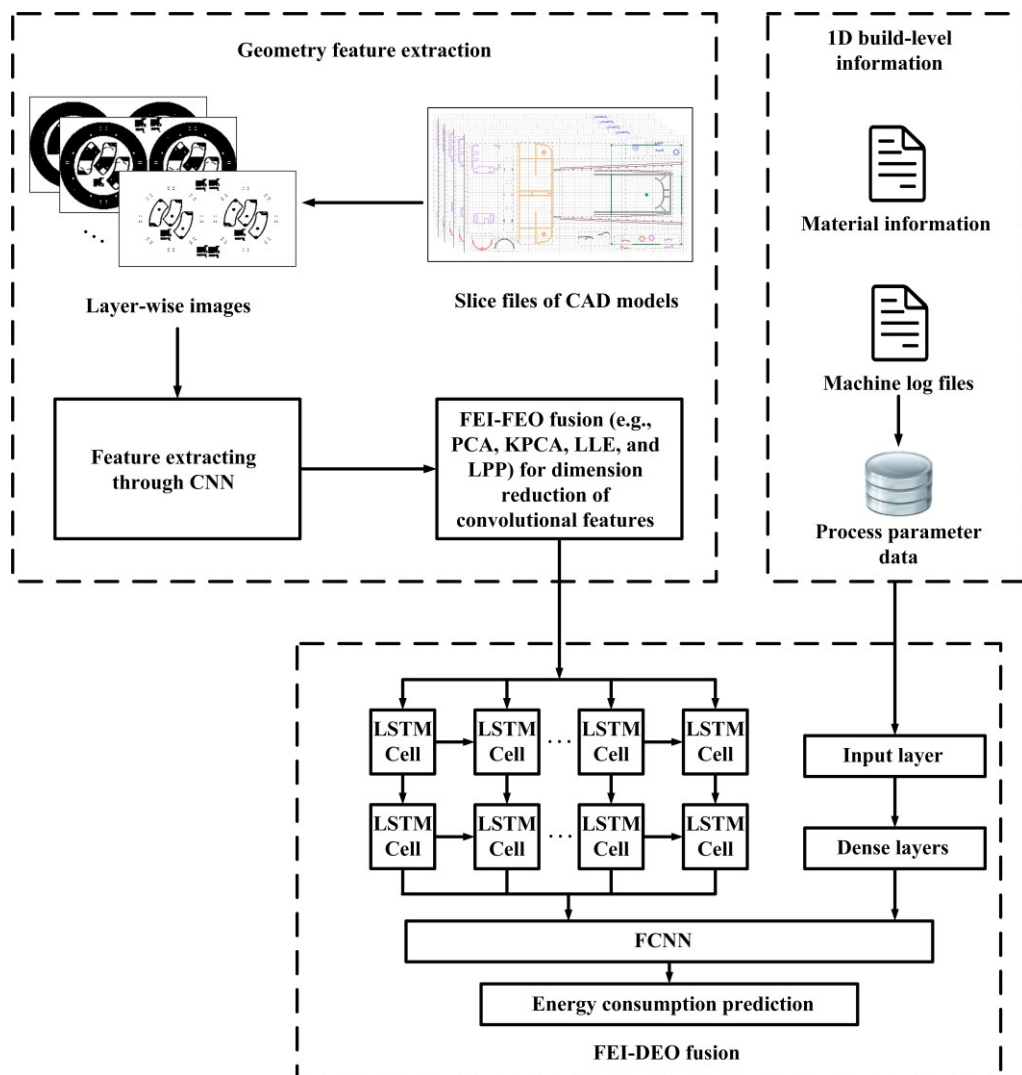 Geometry feature extraction
Layer-wise images
Slice files of CAD models
Feature extracting
through CNN
FEI-FEO fusion (e.g.,
PCA, KPCA, LLE, and
LPP) for dimension
reduction of
convolutional features
1D build-level
information
Material information
Machine log files
Process parameter
data
LSTM
Cell
LSTM
Cell
...
LSTM
Cell
LSTM
Cell
LSTM
Cell
LSTM
Cell
...
LSTM
Cell
LSTM
Cell
Input layer
Dense layers
FCNN
Energy consumption prediction
FEI-DEO fusion